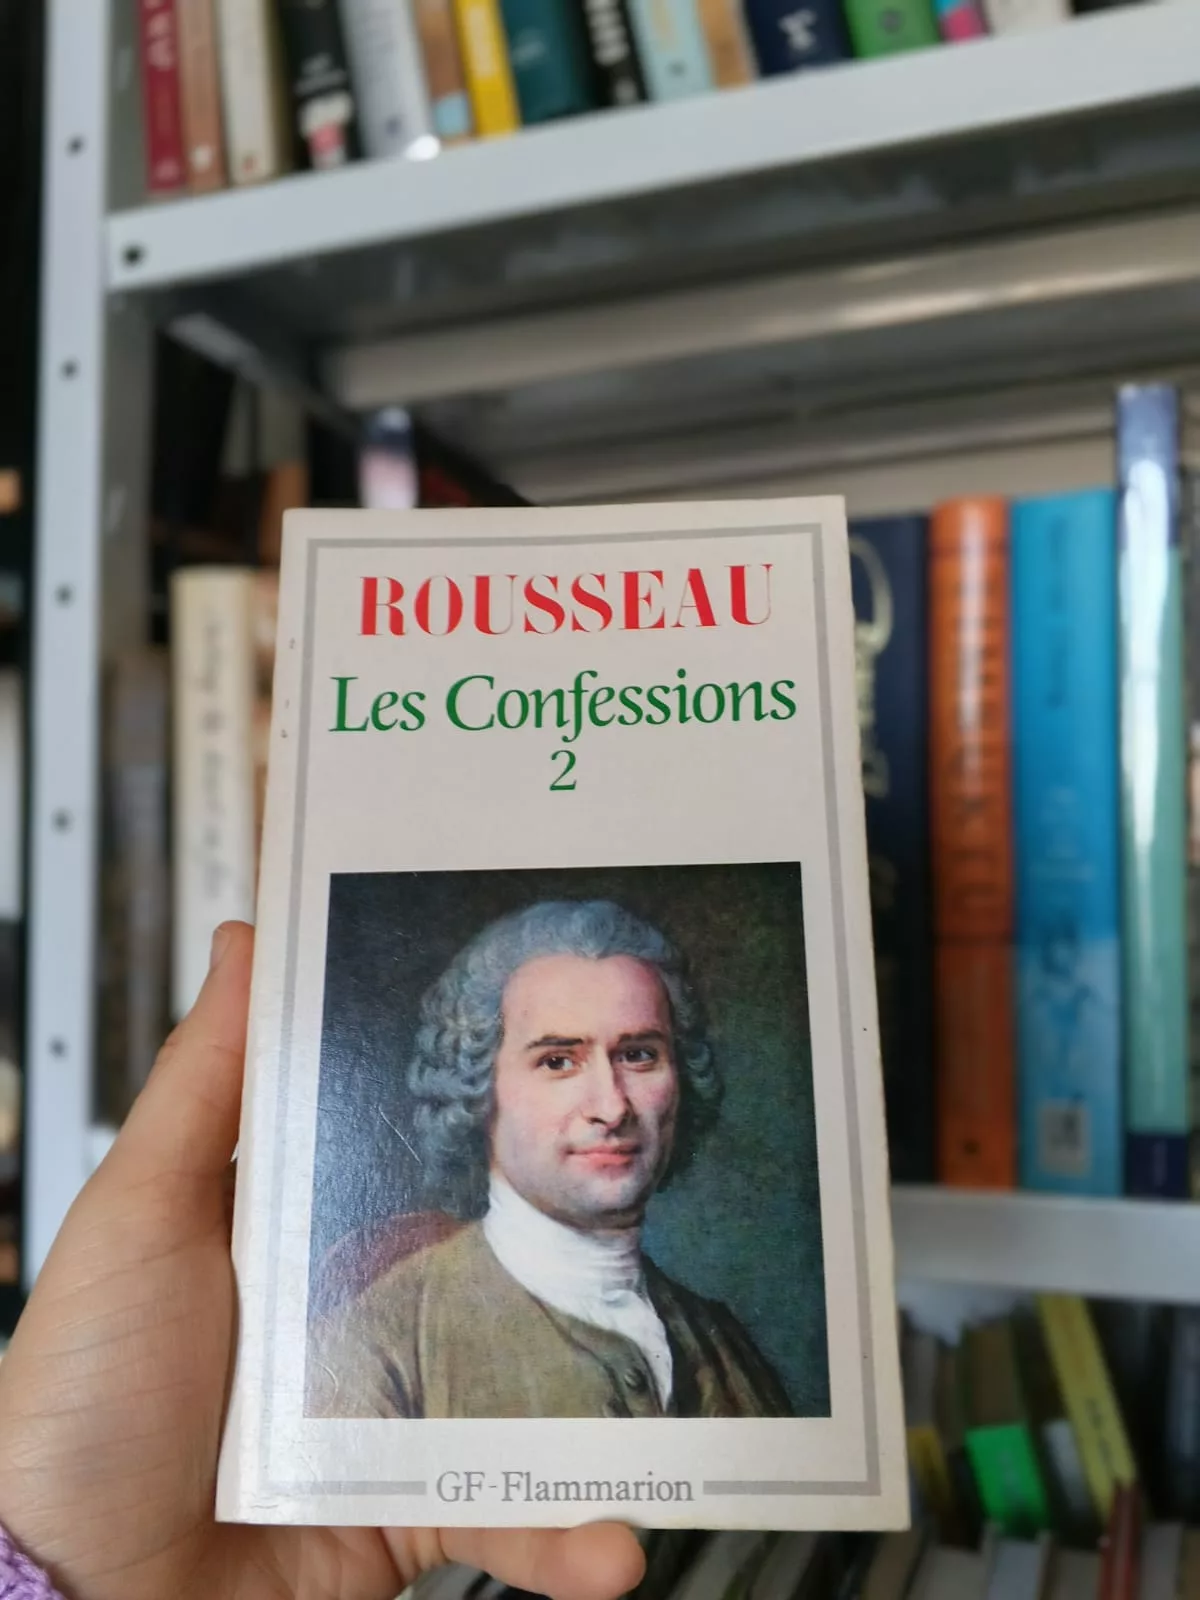 ROUSSEAU
Les Confessions
2
GF-Flammarion